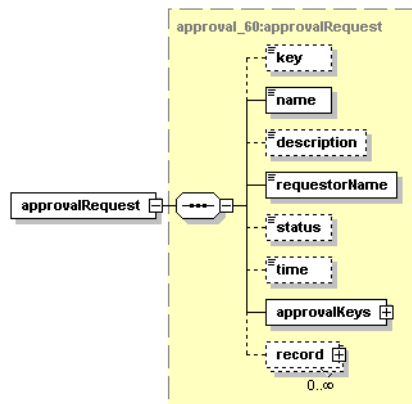 approval_60:approvalRequest
key
name
description
requestorName
approvalRequest
status
time
approvalKeys
record
0..∞